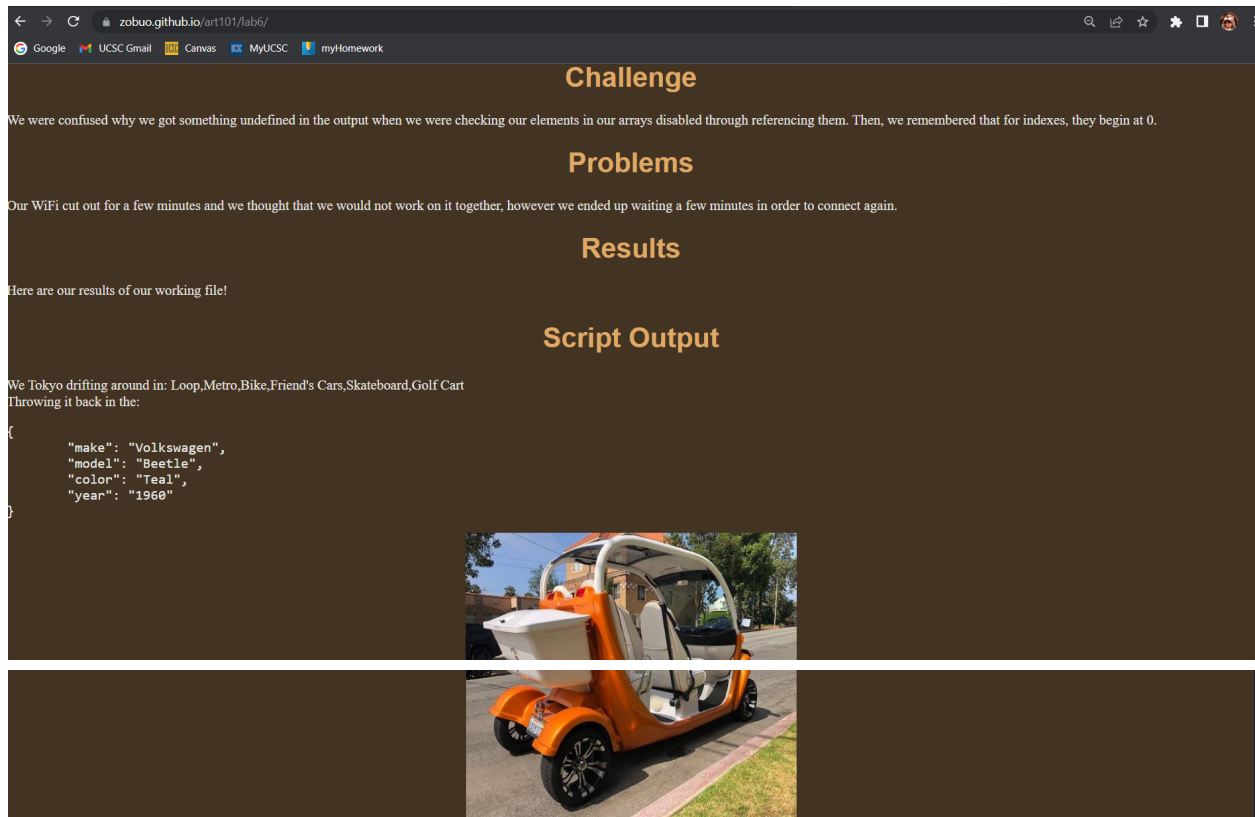 zobuo.github.io/art101/lab6/
Google UCSC Gmail Canvas MyUCSC myHomework
Challenge
We were confused why we got something undefined in the output when we were checking our elements in our arrays disabled through referencing them. Then, we remembered that for indexes, they begin at 0.
Problems
Our WiFi cut out for a few minutes and we thought that we would not work on it together, however we ended up waiting a few minutes in order to connect again.
Results
Here are our results of our working file!
Script Output
We Tokyo drifting around in: Loop,Metro,Bike,Friend's Cars,Skateboard,Golf Cart
Throwing it back in the:
{
"make": "Volkswagen",
"model": "Beetle",
"color": "Teal",
"year": "1960"
}